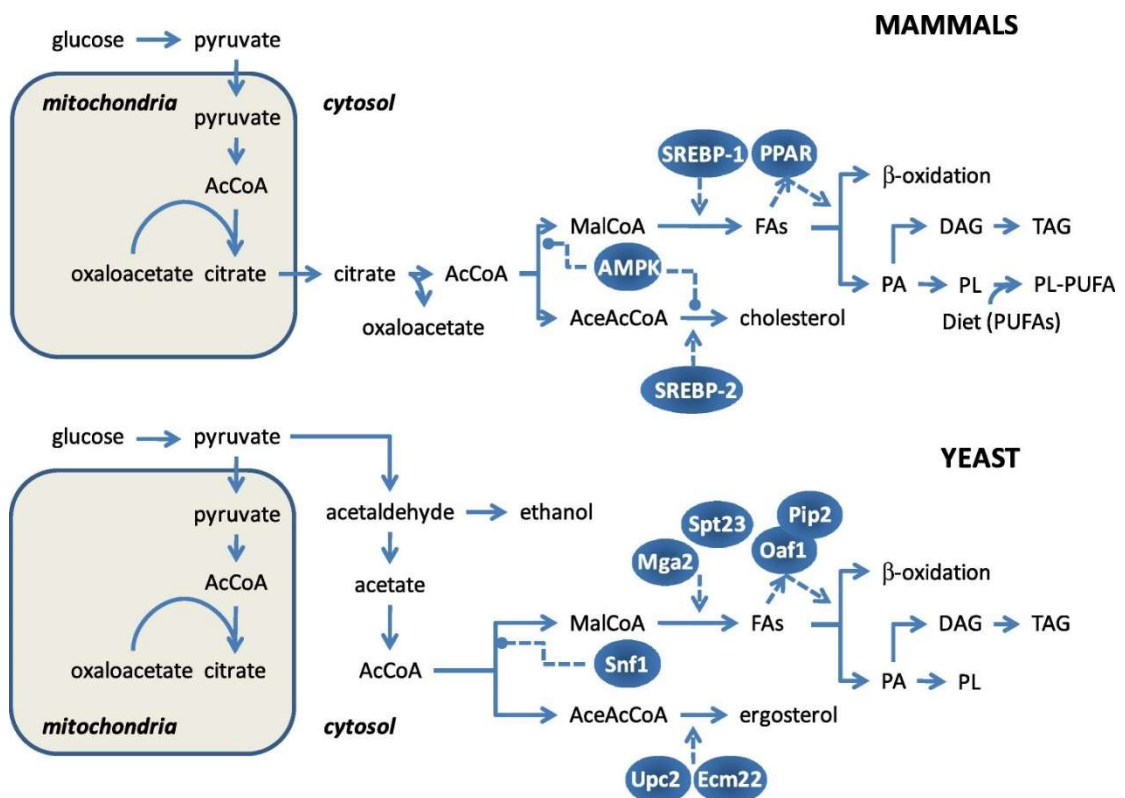 MAMMALS
glucose pyruvate
mitochondria cytosol
pyruvate
AcCoA
oxaloacetate citrate citrate AcCoA
oxaloacetate
SREBP-1 PPAR
MalCoA FAs
AMPK
AceAcCoA cholesterol
SREBP-2
β-oxidation
DAG TAG
PA PL PL-PUFA
Diet (PUFAs)
YEAST
glucose pyruvate
pyruvate
AcCoA
oxaloacetate citrate
mitochondria cytosol
acetaldehyde ethanol
acetate
AcCoA
Spt23 Pip2
Mga2 Oaf1
MalCoA FAs
Snf1
AceAcCoA ergosterol
Upc2 Ecm22
β-oxidation
DAG TAG
PA PL